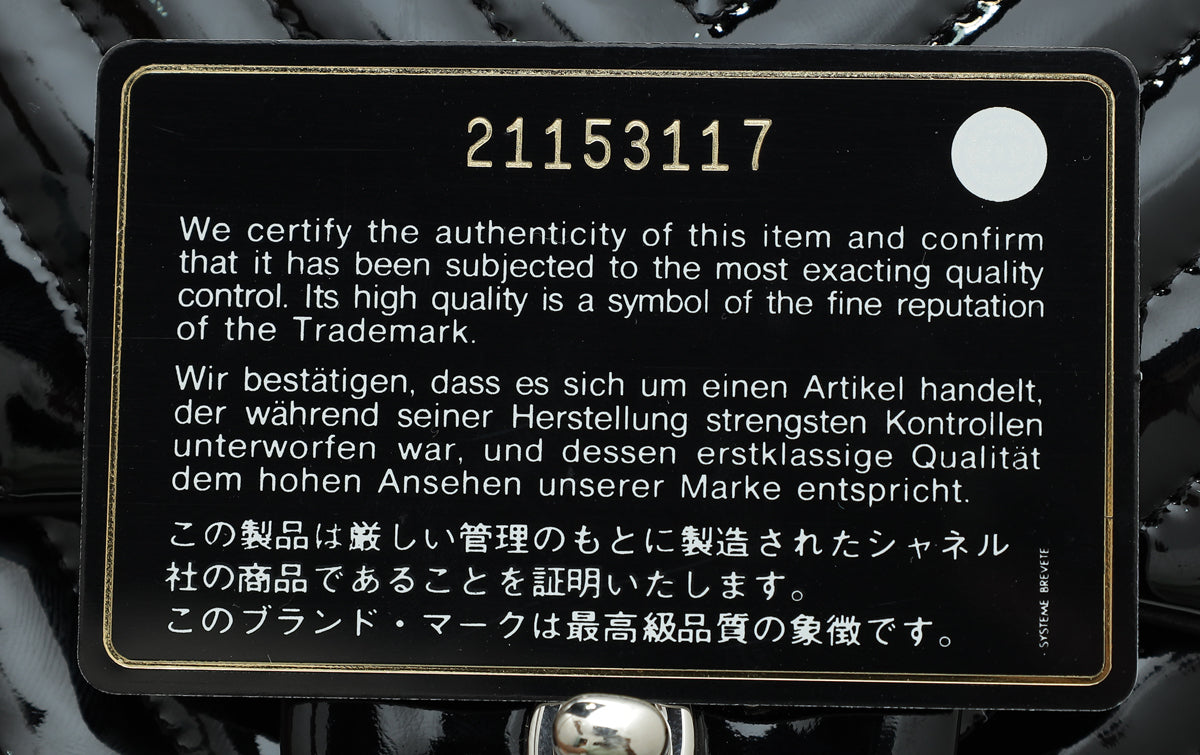 21153117
We certify the authenticity of this item and confirm
that it has been subjected to the most exacting quality
control. Its high quality is a symbol of the fine reputation
of the Trademark.
Wir bestätigen, dass es sich um einen Artikel handelt,
der während seiner Herstellung strengsten Kontrollen
unterworfen war, und dessen erstklassige Qualität
dem hohen Ansehen unserer Marke entspricht.
この製品は厳しい管理のもとに製造されたシャネル
社の商品であることを証明いたします。
このブランド・マークは最高級品質の象徴です。
SYSTEME BREVETE